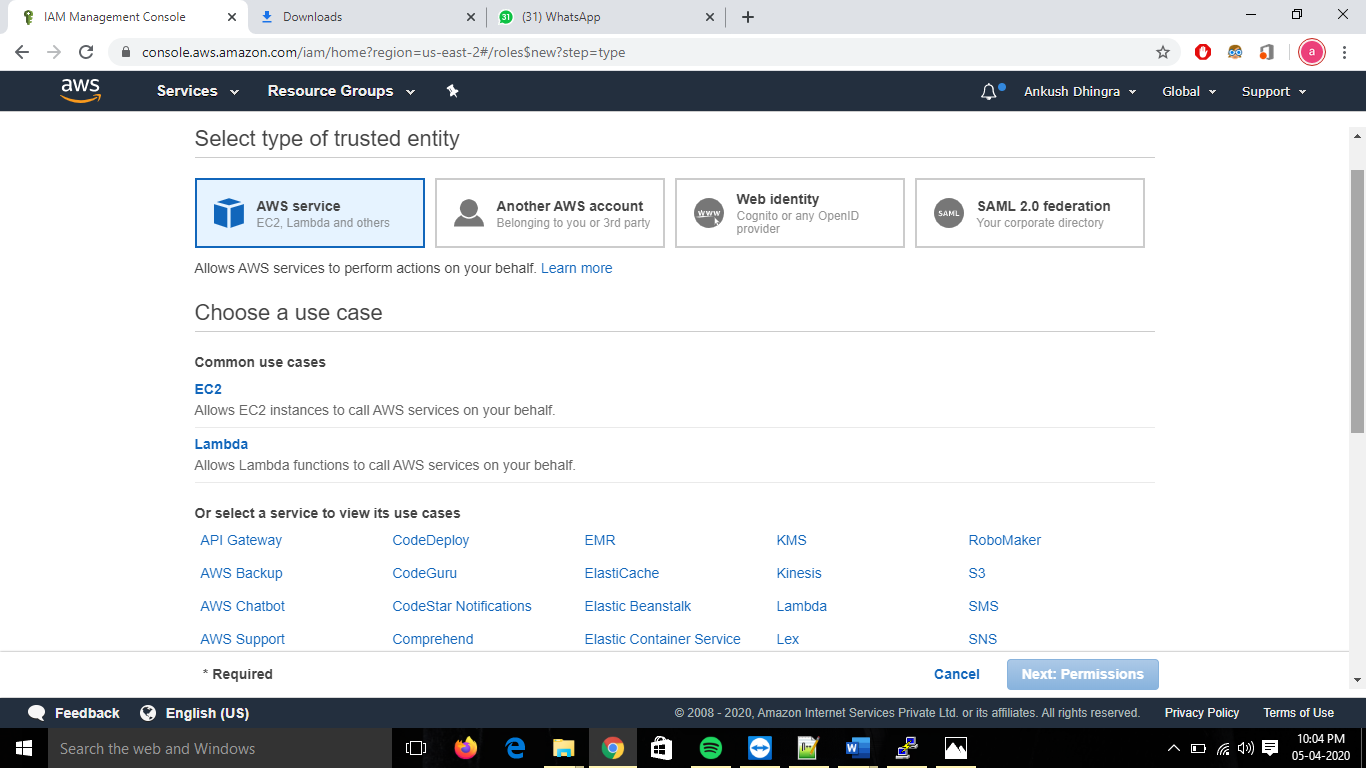 IAM Management Console
Downloads
(31) WhatsApp
console.aws.amazon.com/iam/home?region=us-east-2#/roles$new?step=type
a
aws
Services
Resource Groups
Ankush Dhingra
Global
Support
Select type of trusted entity
AWS service
EC2, Lambda and others
Another AWS account
Belonging to you or 3rd party
www
Web identity
Cognito or any OpenID
provider
SAML
SAML 2.0 federation
Your corporate directory
Allows AWS services to perform actions on your behalf. Learn more
Choose a use case
Common use cases
EC2
Allows EC2 instances to call AWS services on your behalf.
Lambda
Allows Lambda functions to call AWS services on your behalf.
Or select a service to view its use cases
API Gateway CodeDeploy EMR KMS RoboMaker
AWS Backup CodeGuru ElastiCache Kinesis S3
AWS Chatbot CodeStar Notifications Elastic Beanstalk Lambda SMS
AWS Support Comprehend Elastic Container Service Lex SNS
* Required
Cancel
Next: Permissions
Feedback
English (US)
© 2008 - 2020, Amazon Internet Services Private Ltd. or its affiliates. All rights reserved.
Privacy Policy
Terms of Use
Search the web and Windows
10:04 PM
05-04-2020